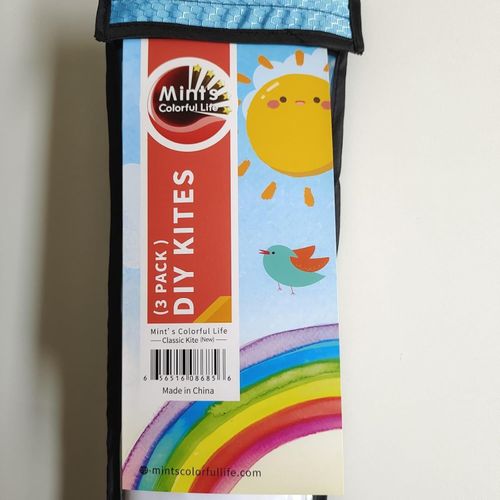 Mint's
Colorful Life
(3 PACK)
DIY KITES
Mint's Colorful Life
Classic Kite (New)
6 56516 08685 6
Made in China
mintscolorfullife.com